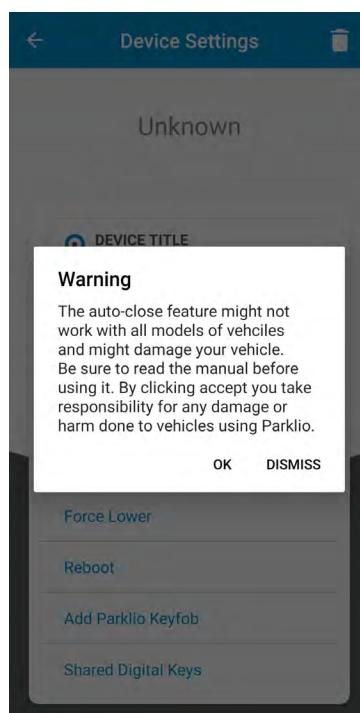 Device Settings
Unknown
DEVICE TITLE
Warning
The auto-close feature might not
work with all models of vehciles
and might damage your vehicle.
Be sure to read the manual before
using it. By clicking accept you take
responsibility for any damage or
harm done to vehicles using Parklio.
OK DISMISS
Force Lower
Reboot
Add Parklio Keyfob
Shared Digital Keys